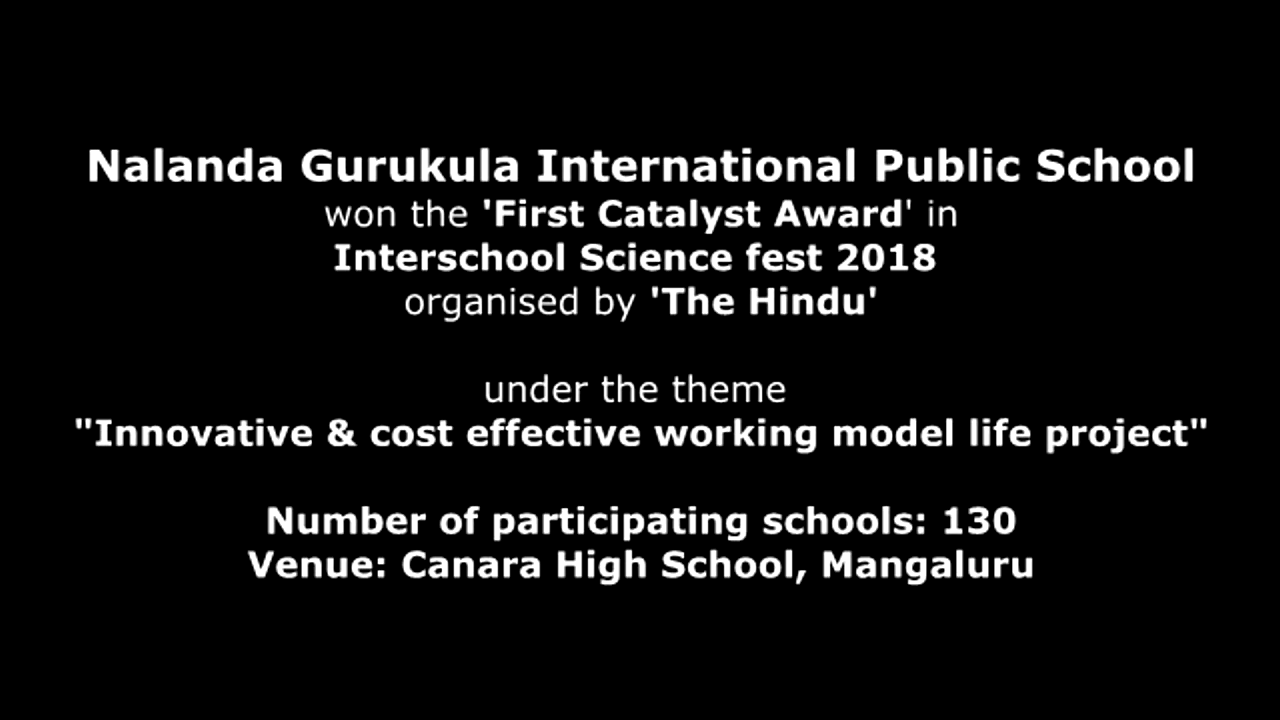 Nalanda Gurukula International Public School
won the 'First Catalyst Award' in
Interschool Science fest 2018
organised by 'The Hindu'
under the theme
"Innovative & cost effective working model life project"
Number of participating schools: 130
Venue: Canara High School, Mangaluru